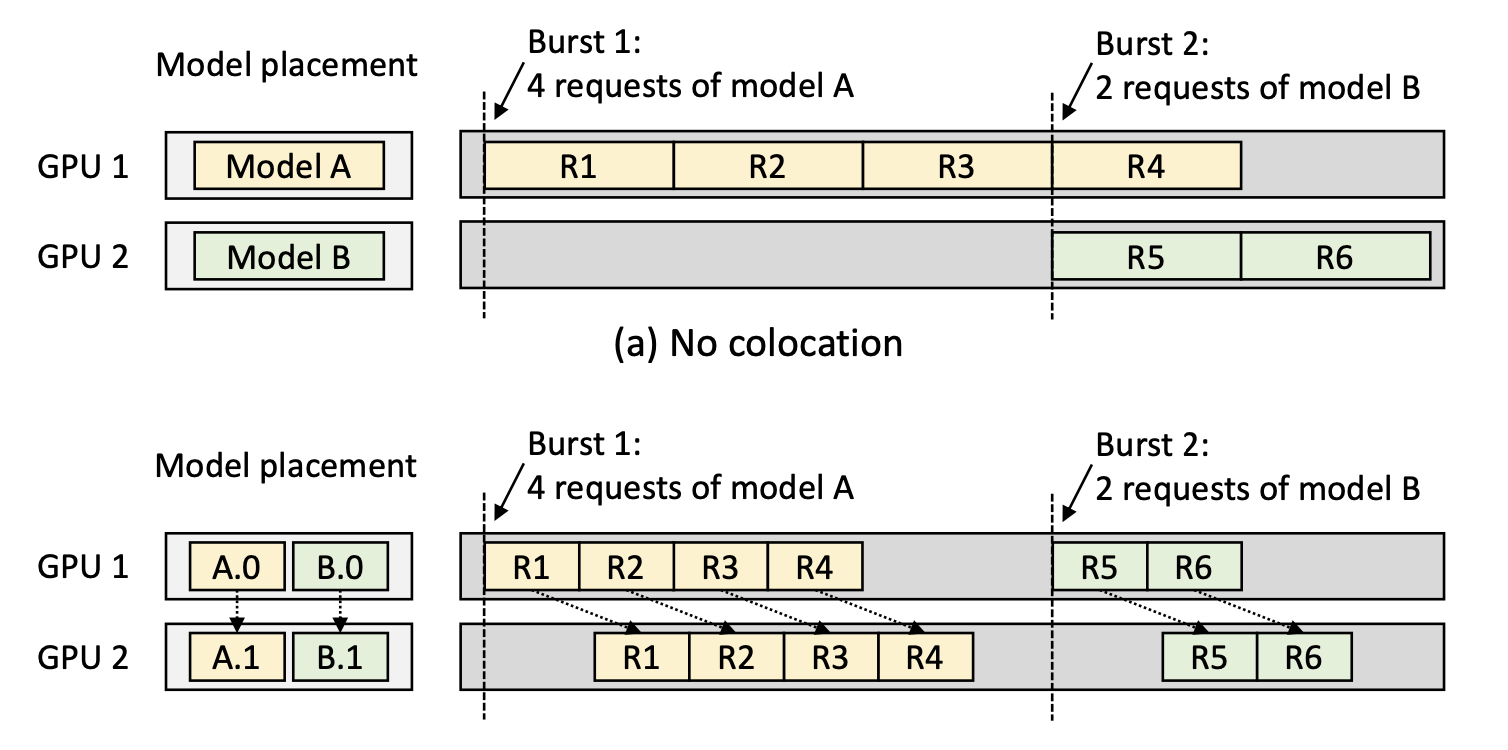 Model placement
Burst 1:
4 requests of model A
Burst 2:
2 requests of model B
GPU 1
Model A
R1
R2
R3
R4
GPU 2
Model B
R5
R6
(a) No colocation
Model placement
Burst 1:
4 requests of model A
Burst 2:
2 requests of model B
GPU 1
A.0
B.0
R1
R2
R3
R4
R5
R6
GPU 2
A.1
B.1
R1
R2
R3
R4
R5
R6